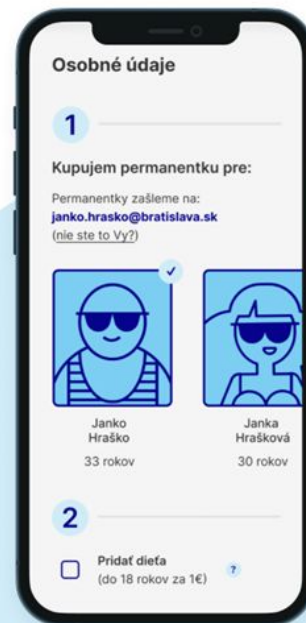 Osobné údaje
1
Kupujem permanentku pre:
Permanentky zašleme na:
janko.hrasko@bratislava.sk
(nie ste to Vy?)
Janko
Hraško
33 rokov
Janka
Hrašková
30 rokov
2
Pridať dieťa
(do 18 rokov za 1€)
?